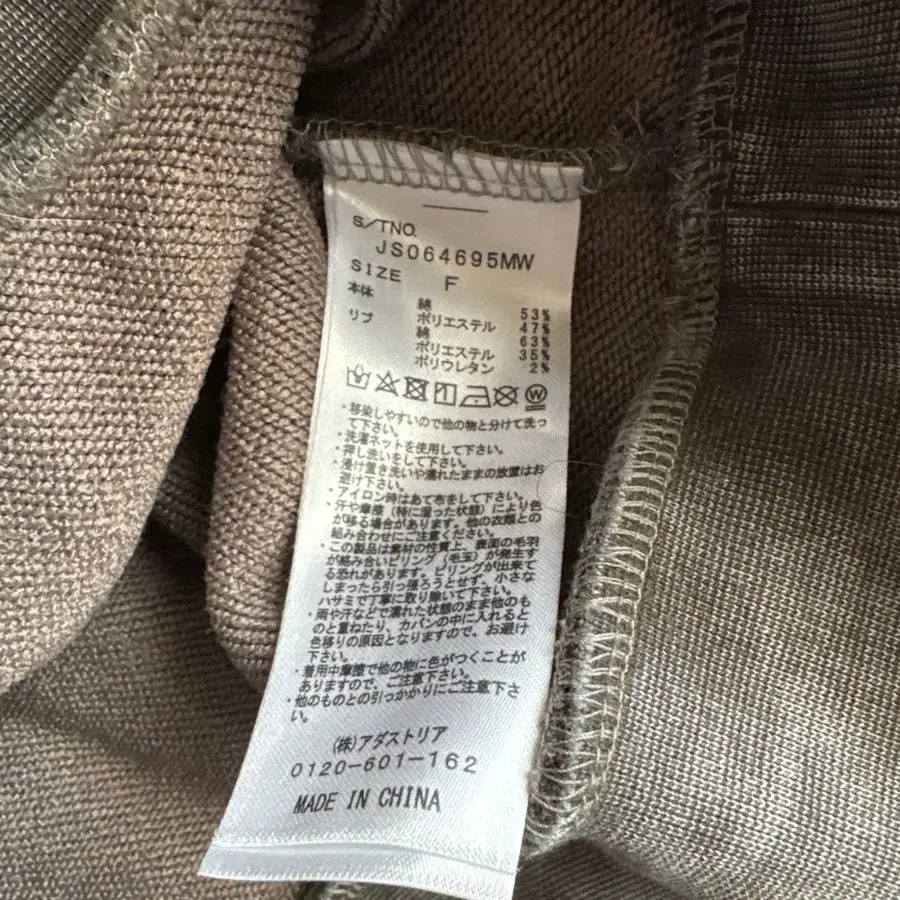 S/TNO.
JS064695MW
SIZE F
本体 綿 53%
ポリエステル 47%
リブ 綿 63%
ポリエステル 35%
ポリウレタン 2%
W
・移染しやすいので他の物と分けて洗っ
て下さい。
・洗濯ネットを使用して下さい。
・押し洗いをして下さい。
・浸け置き洗いや濡れたままの放置はお
避け下さい。
・アイロン時はあて布をして下さい。
・汗や摩擦(特に湿った状態)により色
が移る場合があります。他の衣類との
組み合わせにご注意下さい。
・この製品は素材の性質上、表面の毛羽
が絡み合いピリング(毛玉)が発生す
る恐れがあります。ピリングが出来て
しまったら引っ張ろうとせず、小さな
ハサミで丁寧に取り除いて下さい。
・雨や汗などで濡れた状態のまま他のも
のと重ねたり、カバンの中に入れると
色移りの原因となりますので、お避け
下さい。
・着用中摩擦で他の物に色がつくことが
ありますので、ご注意下さい。
・他のものとの引っかかりにご注意下さ
い。
(株)アダストリア
0120-601-162
MADE IN CHINA